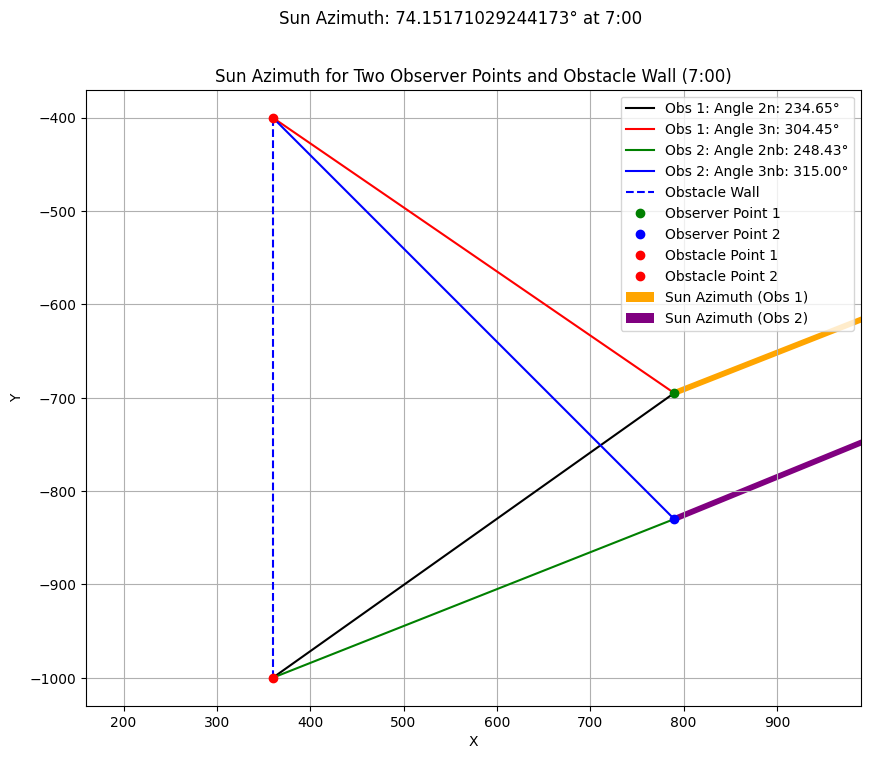 Sun Azimuth: 74.15171029244173° at 7:00
Sun Azimuth for Two Observer Points and Obstacle Wall (7:00)
Obs 1: Angle 2n: 234.65°
Obs 1: Angle 3n: 304.45°
Obs 2: Angle 2nb: 248.43°
Obs 2: Angle 3nb: 315.00°
Obstacle Wall
Observer Point 1
Observer Point 2
Obstacle Point 1
Obstacle Point 2
Sun Azimuth (Obs 1)
Sun Azimuth (Obs 2)
Y
−400
−500
−600
−700
−800
−900
−1000
200 300 400 500 600 700 800 900
X